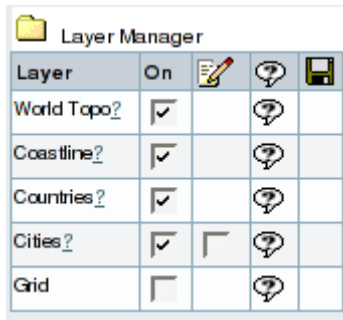 Layer Manager
Layer On
World Topo?
Coastline?
Countries?
Cities?
Grid